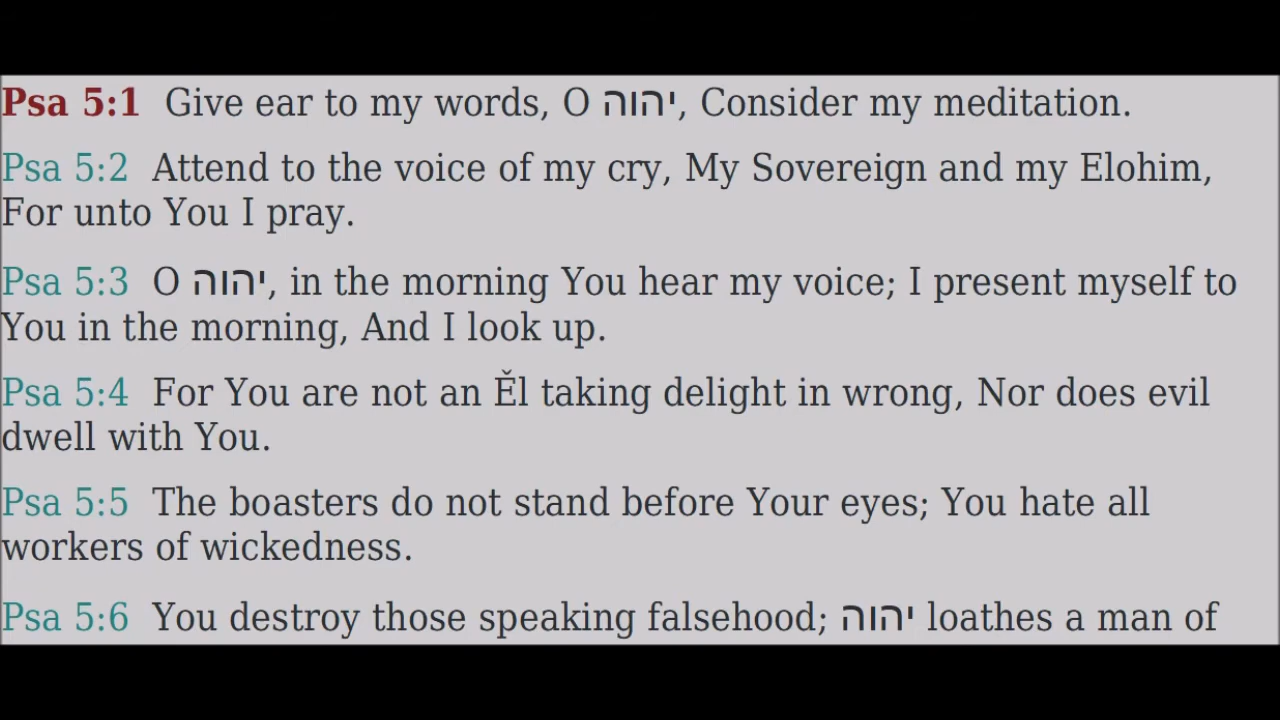 Psa 5:1 Give ear to my words, O יהוה, Consider my meditation.
Psa 5:2 Attend to the voice of my cry, My Sovereign and my Elohim,
For unto You I pray.
Psa 5:3 O יהוה, in the morning You hear my voice; I present myself to
You in the morning, And I look up.
Psa 5:4 For You are not an Ěl taking delight in wrong, Nor does evil
dwell with You.
Psa 5:5 The boasters do not stand before Your eyes; You hate all
workers of wickedness.
Psa 5:6 You destroy those speaking falsehood; יהוה loathes a man of